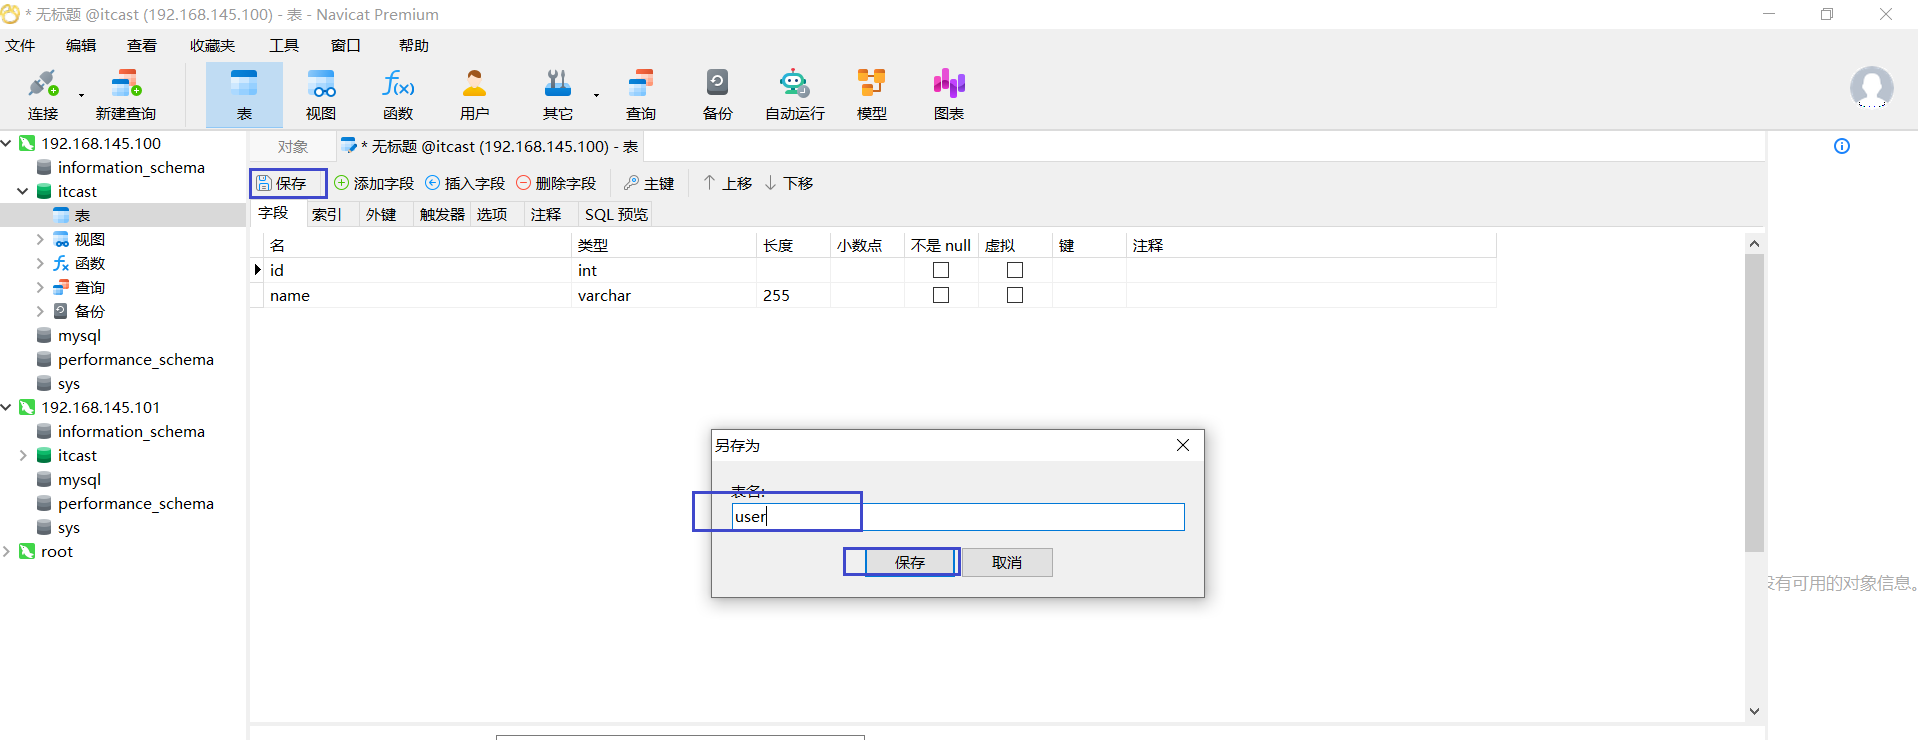 * 无标题 @itcast (192.168.145.100) - 表 - Navicat Premium
文件 编辑 查看 收藏夹 工具 窗口 帮助
连接 新建查询 表 视图 函数 用户 其它 查询 备份 自动运行 模型 图表
192.168.145.100
information_schema
itcast
表
视图
函数
查询
备份
mysql
performance_schema
sys
192.168.145.101
information_schema
itcast
mysql
performance_schema
sys
root
对象 * 无标题 @itcast (192.168.145.100) - 表
保存 添加字段 插入字段 删除字段 主键 上移 下移
字段 索引 外键 触发器 选项 注释 SQL 预览
名 类型 长度 小数点 不是 null 虚拟 键 注释
id int
name varchar 255
另存为
表名:
user
保存 取消
有可用的对象信息。